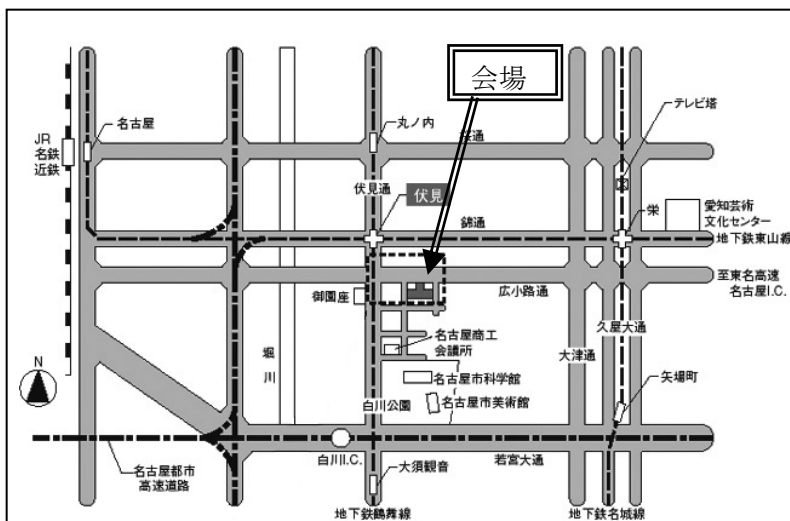 会場
テレビ塔
名古屋
丸ノ内
桜通
JR
名鉄
近鉄
伏見通
伏見
栄
愛知芸術
文化センター
錦通
地下鉄東山線
御園座
広小路通
至東名高速
名古屋I.C.
久屋大通
名古屋商工
会議所
大津通
堀川
N
名古屋市科学館
矢場町
白川公園
名古屋市美術館
白川I.C.
若宮大通
名古屋都市
高速道路
大須観音
地下鉄鶴舞線
地下鉄名城線